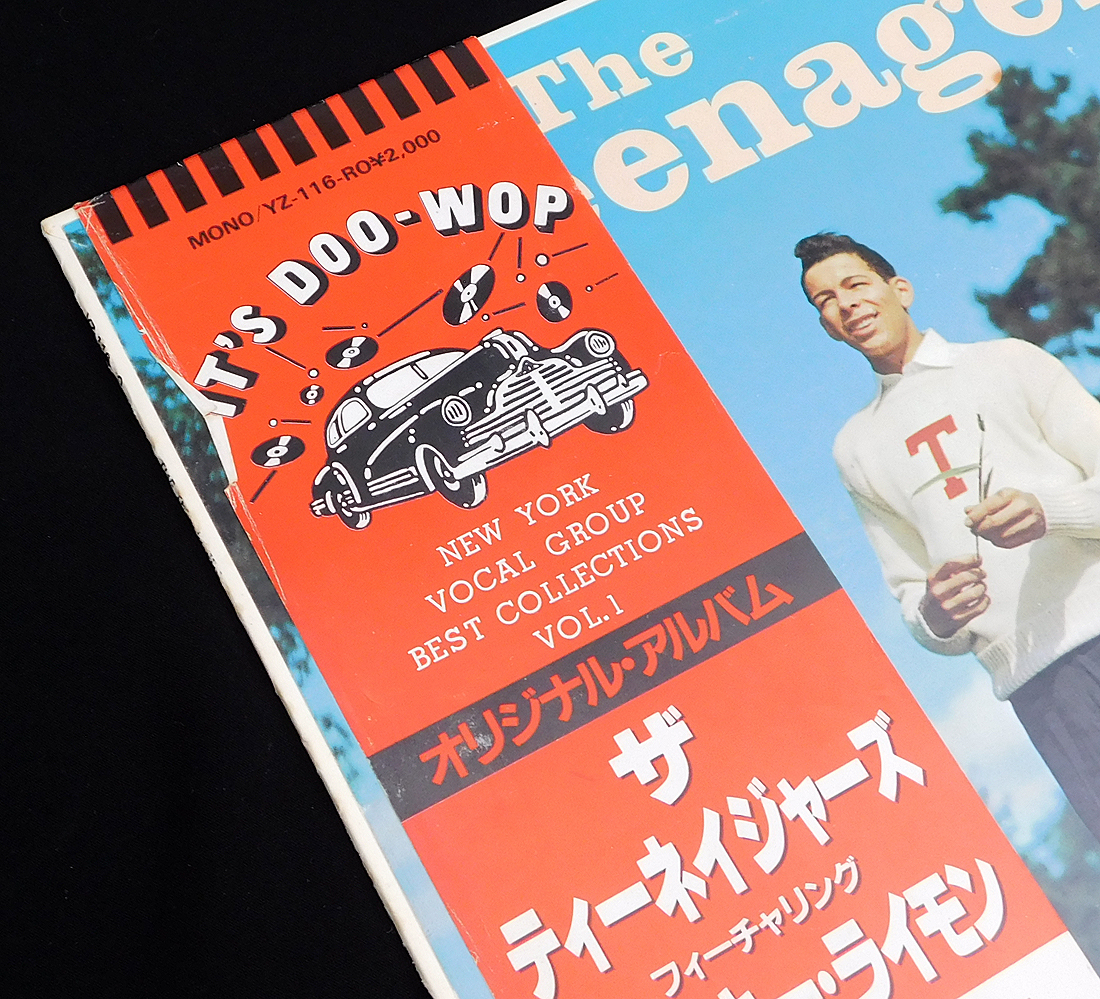 MONO/YZ-116-RO¥2,000
IT'S DOO-WOP
NEW YORK
VOCAL GROUP
BEST COLLECTIONS
VOL.1
オリジナル・アルバム
ザ
ティーネイジャーズ
フィーチャリング
・ライモン
The
enage
T